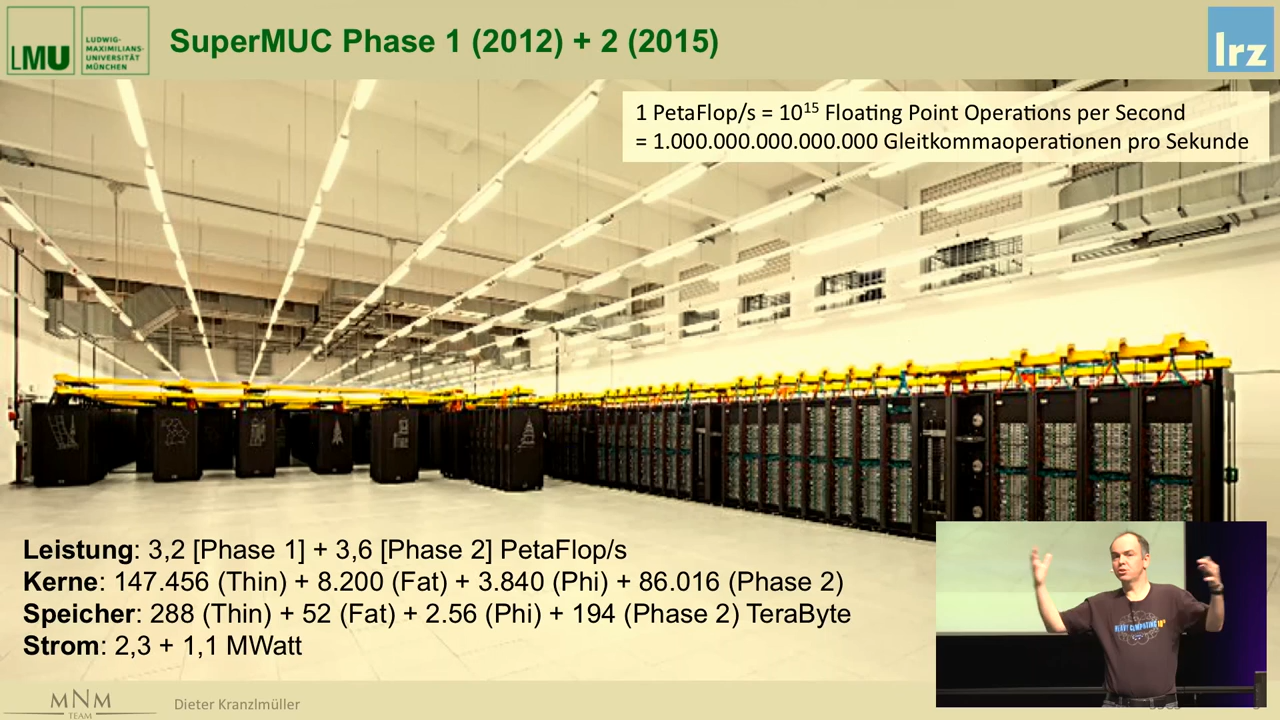 LMU
LUDWIG-
MAXIMILIANS-
UNIVERSITÄT
MÜNCHEN
SuperMUC Phase 1 (2012) + 2 (2015)
lrz
1 PetaFlop/s = 10¹⁵ Floating Point Operations per Second
= 1.000.000.000.000.000 Gleitkommaoperationen pro Sekunde
Leistung: 3,2 [Phase 1] + 3,6 [Phase 2] PetaFlop/s
Kerne: 147.456 (Thin) + 8.200 (Fat) + 3.840 (Phi) + 86.016 (Phase 2)
Speicher: 288 (Thin) + 52 (Fat) + 2.56 (Phi) + 194 (Phase 2) TeraByte
Strom: 2,3 + 1,1 MWatt
MNM
TEAM
Dieter Kranzlmüller